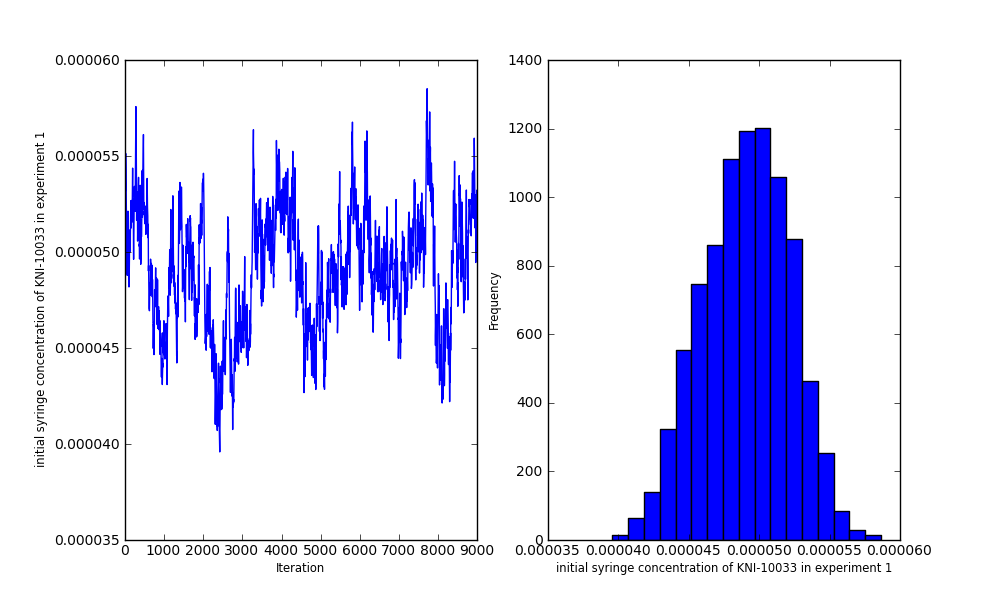 0.000060
0.000055
0.000050
0.000045
0.000040
0.000035
initial syringe concentration of KNI-10033 in experiment 1
0 1000 2000 3000 4000 5000 6000 7000 8000 9000
Iteration
1400
1200
1000
800
600
400
200
0
Frequency
0.000035 0.000040 0.000045 0.000050 0.000055 0.000060
initial syringe concentration of KNI-10033 in experiment 1